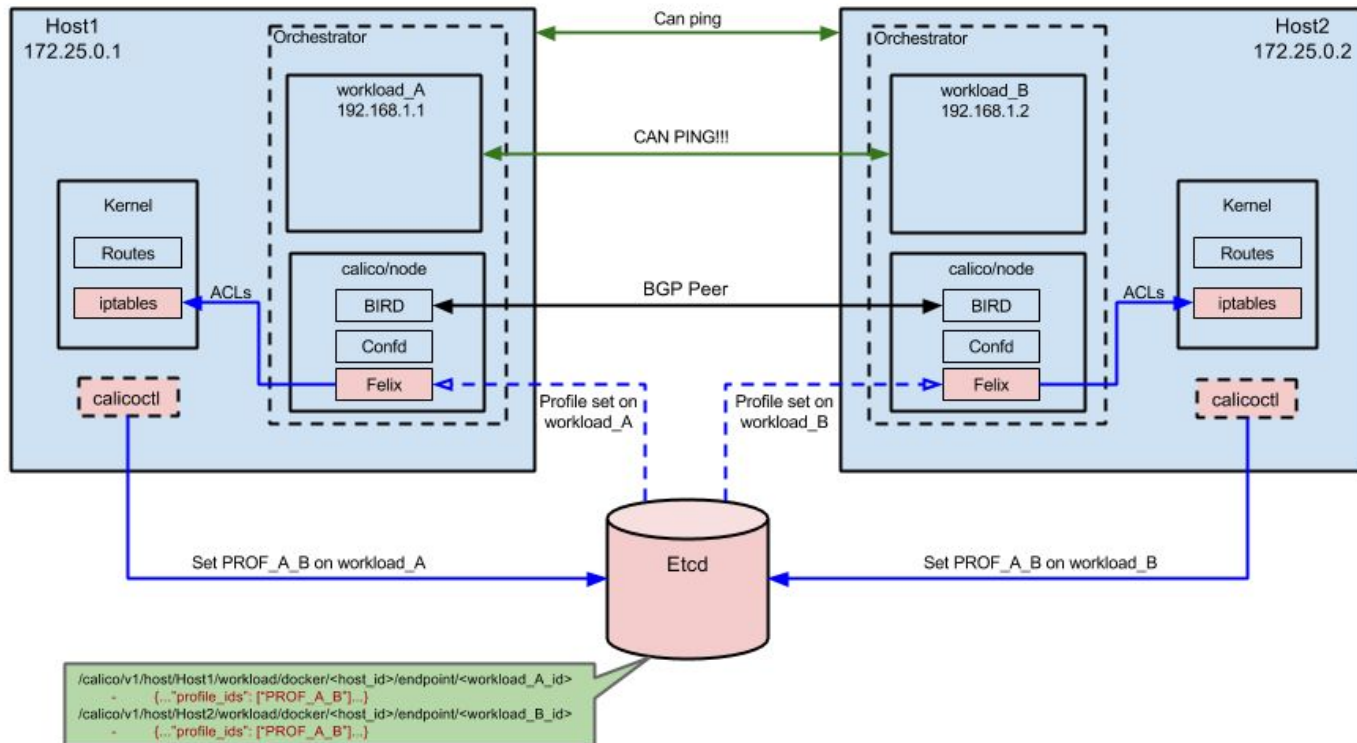 Host1
172.25.0.1
Orchestrator
workload_A
192.168.1.1
Kernel
Routes
iptables
ACLs
calico/node
BIRD
Confd
Felix
calicoctl
Can ping
CAN PING!!!
BGP Peer
Host2
172.25.0.2
Orchestrator
workload_B
192.168.1.2
calico/node
BIRD
Confd
Felix
ACLs
Kernel
Routes
iptables
calicoctl
Profile set on
workload_A
Profile set on
workload_B
Set PROF_A_B on workload_A
Etcd
Set PROF_A_B on workload_B
/calico/v1/host/Host1/workload/docker/<host_id>/endpoint/<workload_A_id>
- {..."profile_ids": ["PROF_A_B"]...}
/calico/v1/host/Host2/workload/docker/<host_id>/endpoint/<workload_B_id>
- {..."profile_ids": ["PROF_A_B"]...}